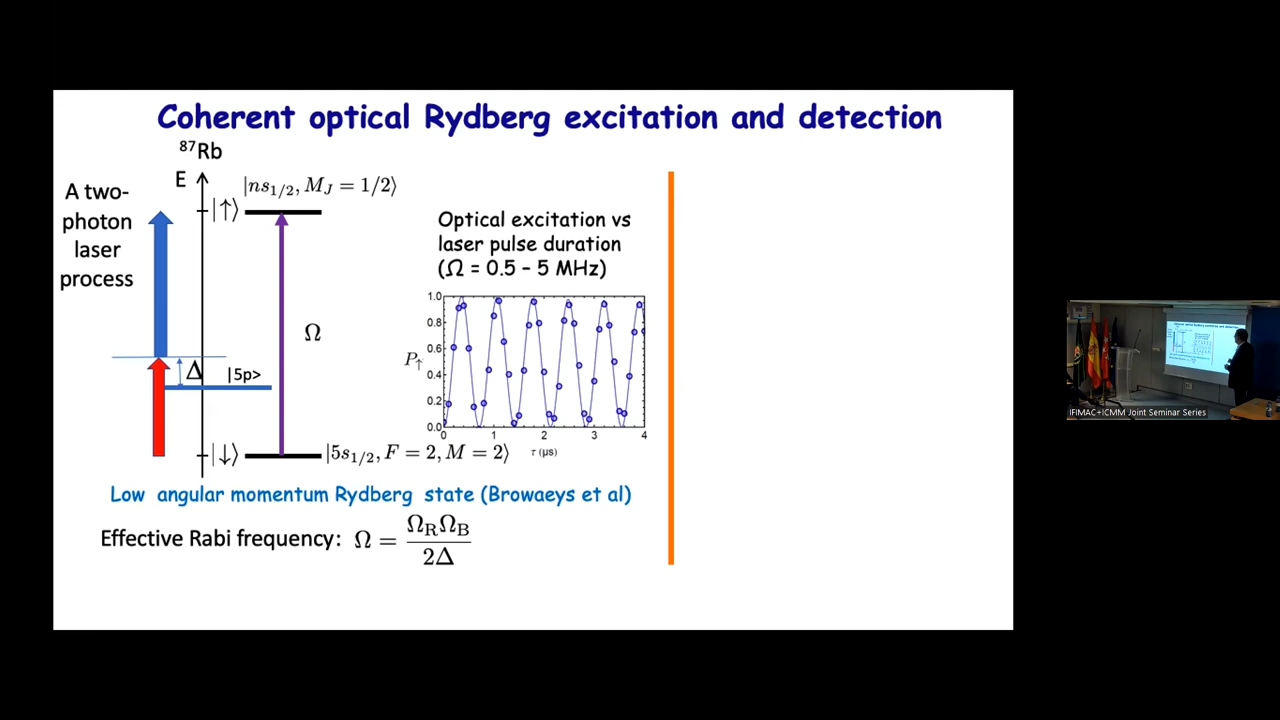 Coherent optical Rydberg excitation and detection
⁸⁷Rb
A two-
photon
laser
process
E
|ns₁/₂, M_J = 1/2⟩
|↑⟩
Ω
Δ
|5p>
|↓⟩
|5s₁/₂, F = 2, M = 2⟩
Optical excitation vs
laser pulse duration
(Ω = 0.5 – 5 MHz)
P↑
1.0
0.8
0.6
0.4
0.2
0.0
0 1 2 3 4
τ (μs)
Low angular momentum Rydberg state (Browaeys et al)
Effective Rabi frequency: Ω = Ω_R Ω_B / 2Δ
IFIMAC+ICMM Joint Seminar Series